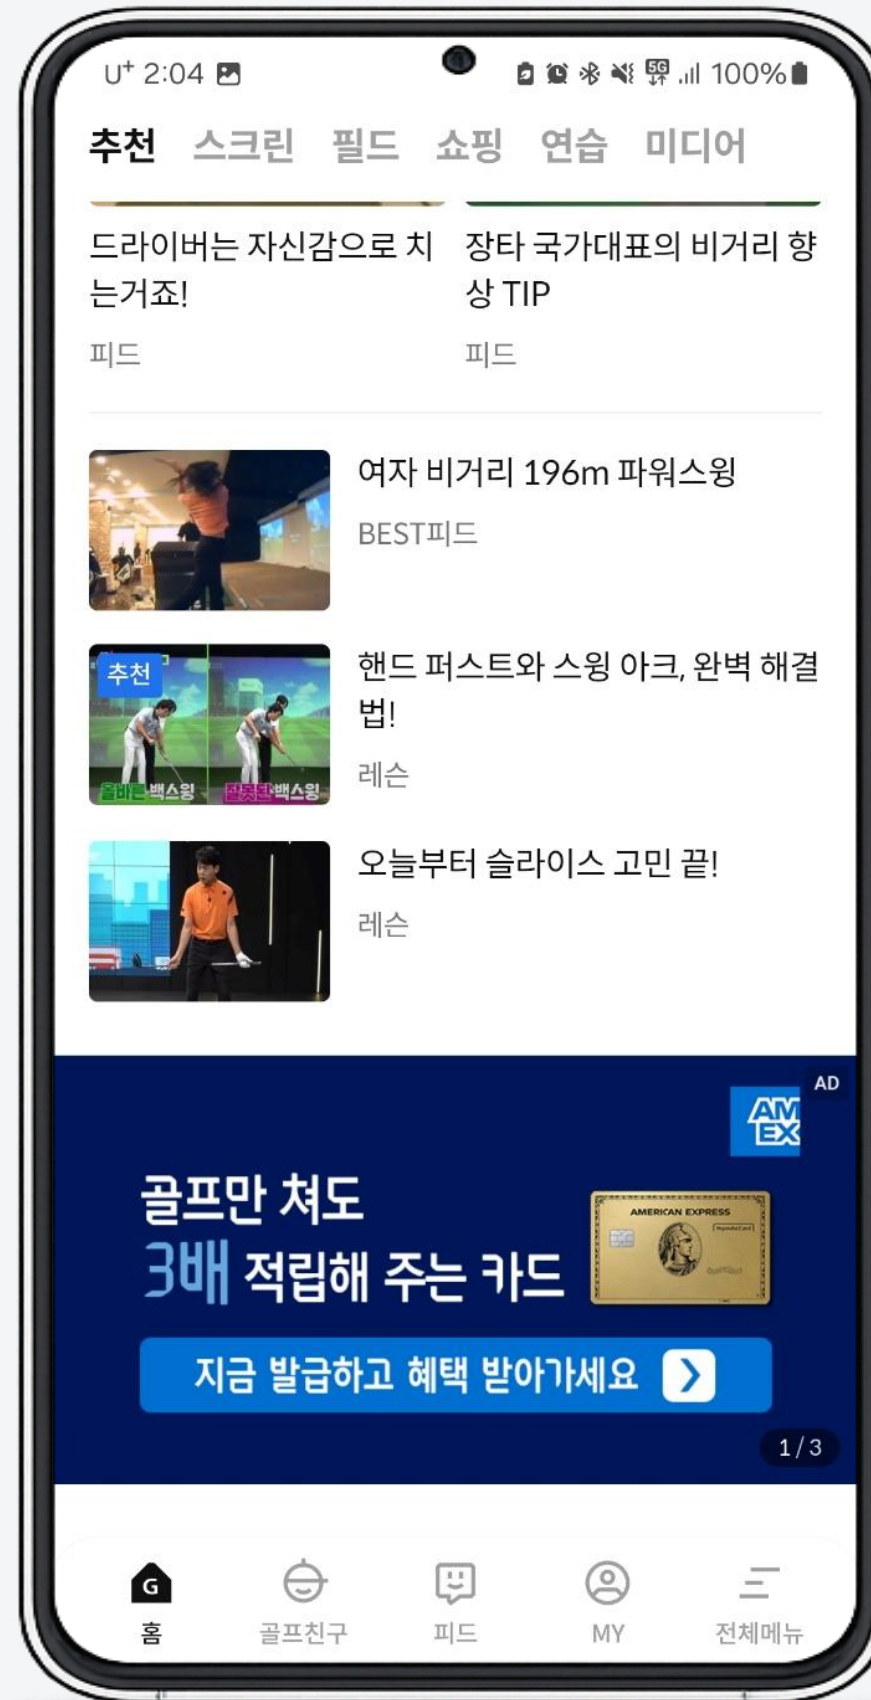 U⁺ 2:04
5G 100%
추천 스크린 필드 쇼핑 연습 미디어
드라이버는 자신감으로 치
는거죠!
피드
장타 국가대표의 비거리 향
상 TIP
피드
여자 비거리 196m 파워스윙
BEST피드
추천
올바른 백스윙 잘못된 백스윙
핸드 퍼스트와 스윙 아크, 완벽 해결
법!
레슨
오늘부터 슬라이스 고민 끝!
레슨
AD
AM
EX
골프만 쳐도
3배 적립해 주는 카드
AMERICAN EXPRESS
지금 발급하고 혜택 받아가세요
1/3
G
홈 골프친구 피드 MY 전체메뉴